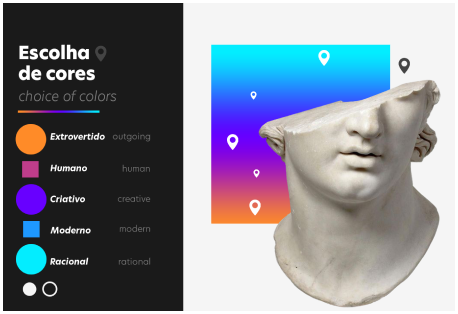 Escolha
de cores
choice of colors
Extrovertido outgoing
Humano human
Criativo creative
Moderno modern
Racional rational